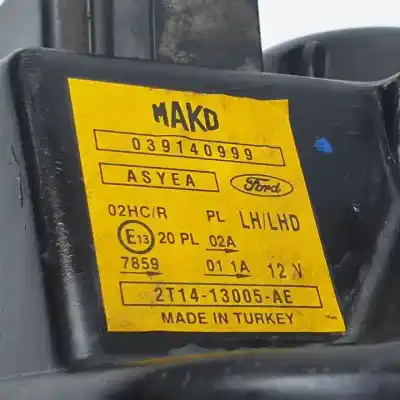 MAKO
039140999
ASYEA Ford
02HC/R PL LH/LHD
E13 20 PL 02A
7859 01 1A 12 V
2T14-13005-AE
MADE IN TURKEY